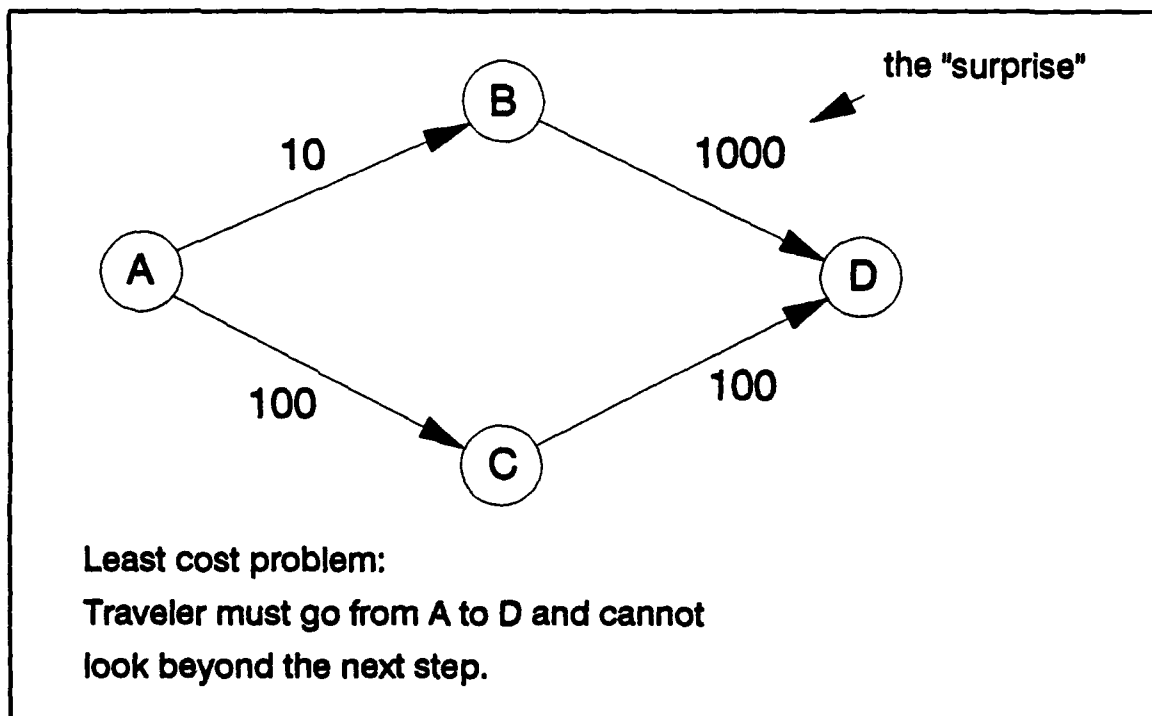 the "surprise"
B
10
1000
A
D
100
100
C
Least cost problem:
Traveler must go from A to D and cannot
look beyond the next step.